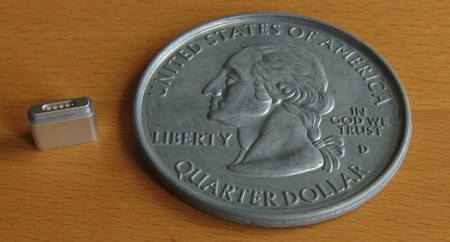 UNITED STATES OF AMERICA
LIBERTY
IN
GOD WE
TRUST
D
QUARTER DOLLAR